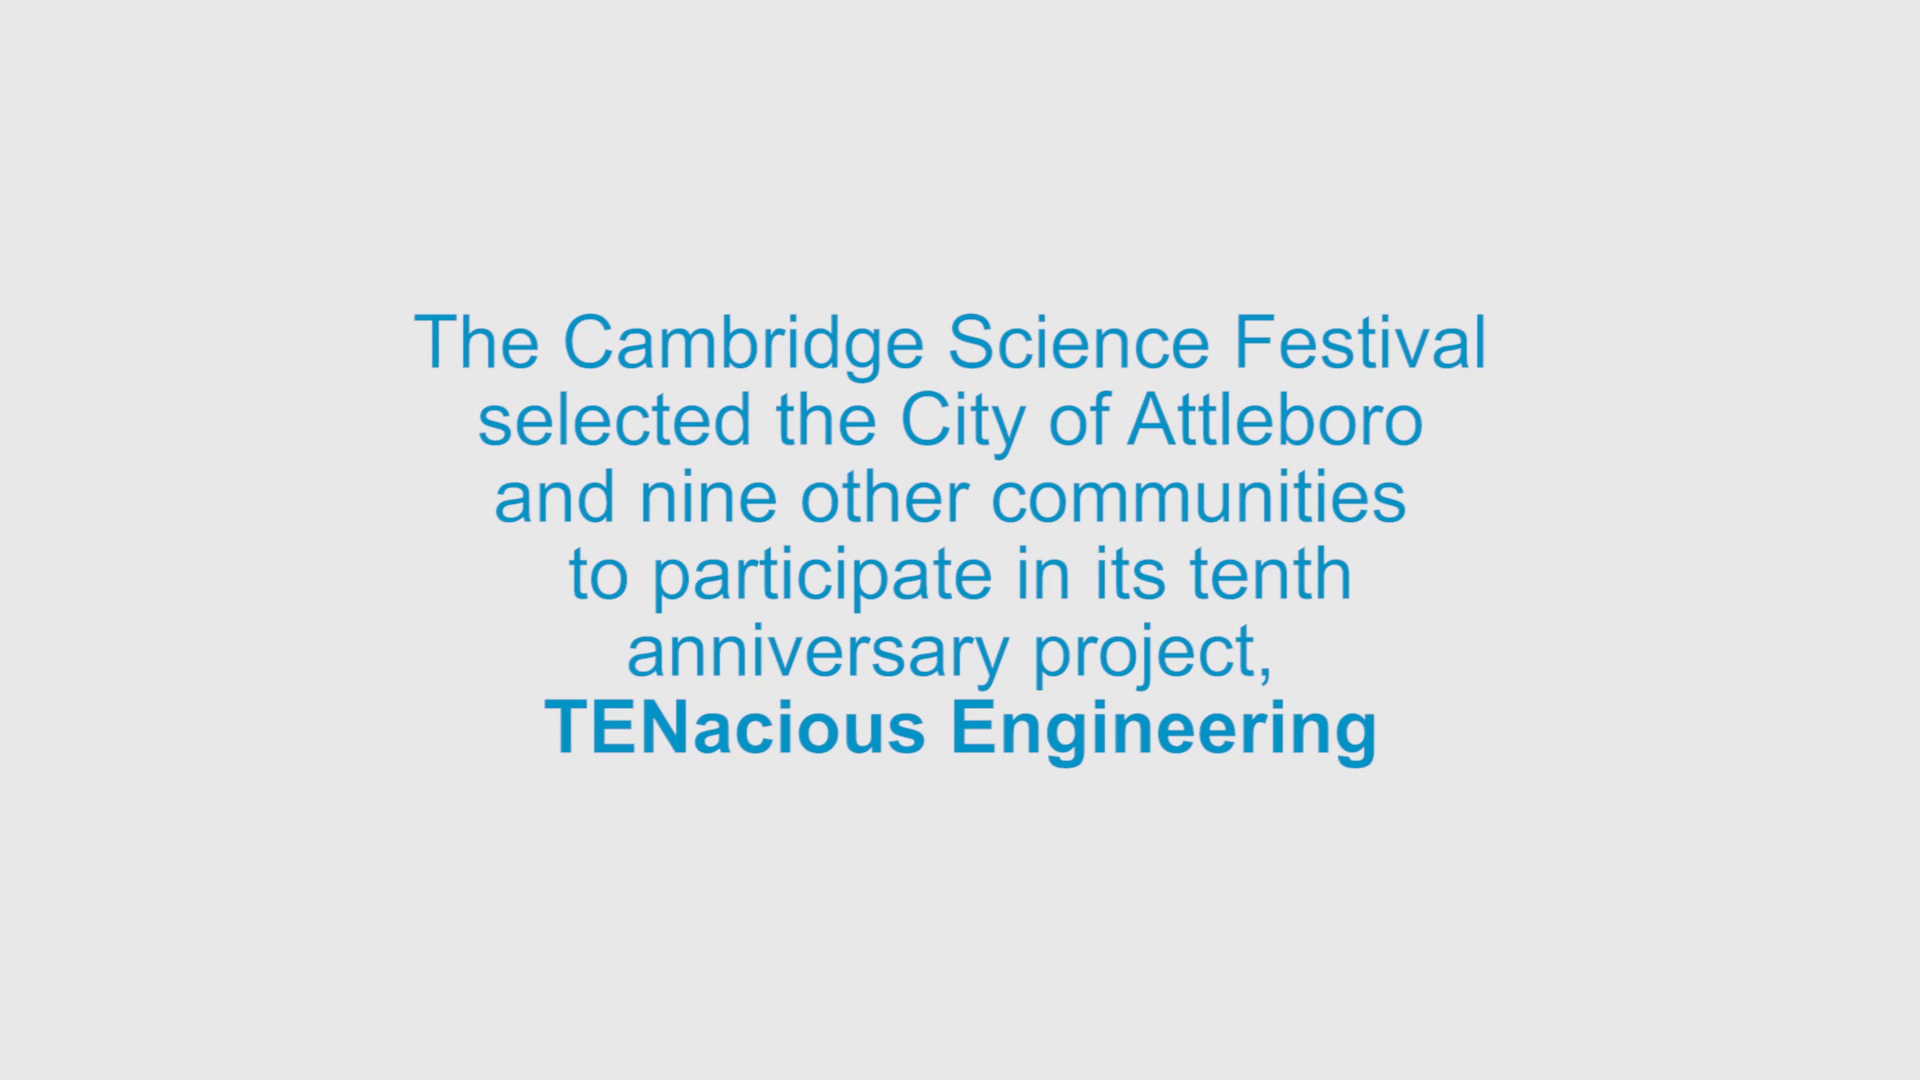 The Cambridge Science Festival
selected the City of Attleboro
and nine other communities
to participate in its tenth
anniversary project,
TENacious Engineering